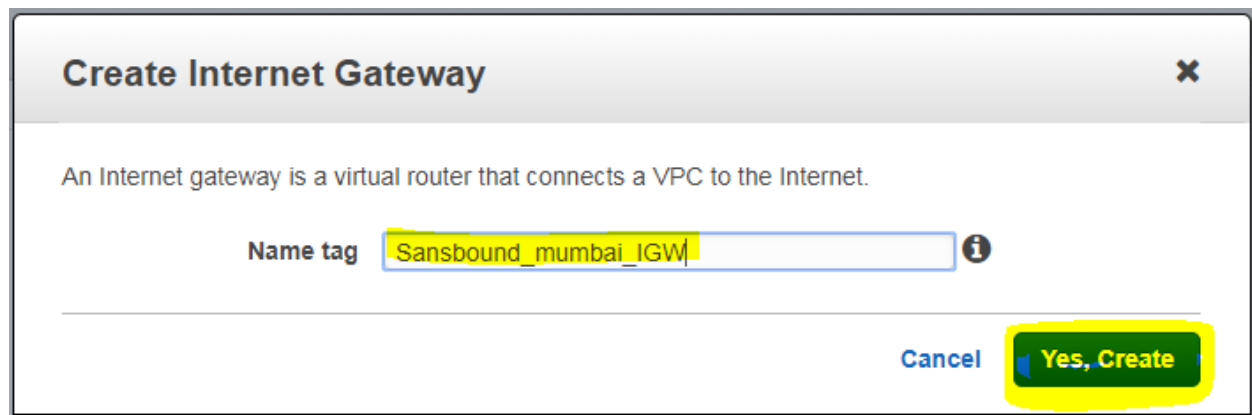 Create Internet Gateway
An Internet gateway is a virtual router that connects a VPC to the Internet.
Name tag Sansbound_mumbai_IGW
Cancel Yes, Create